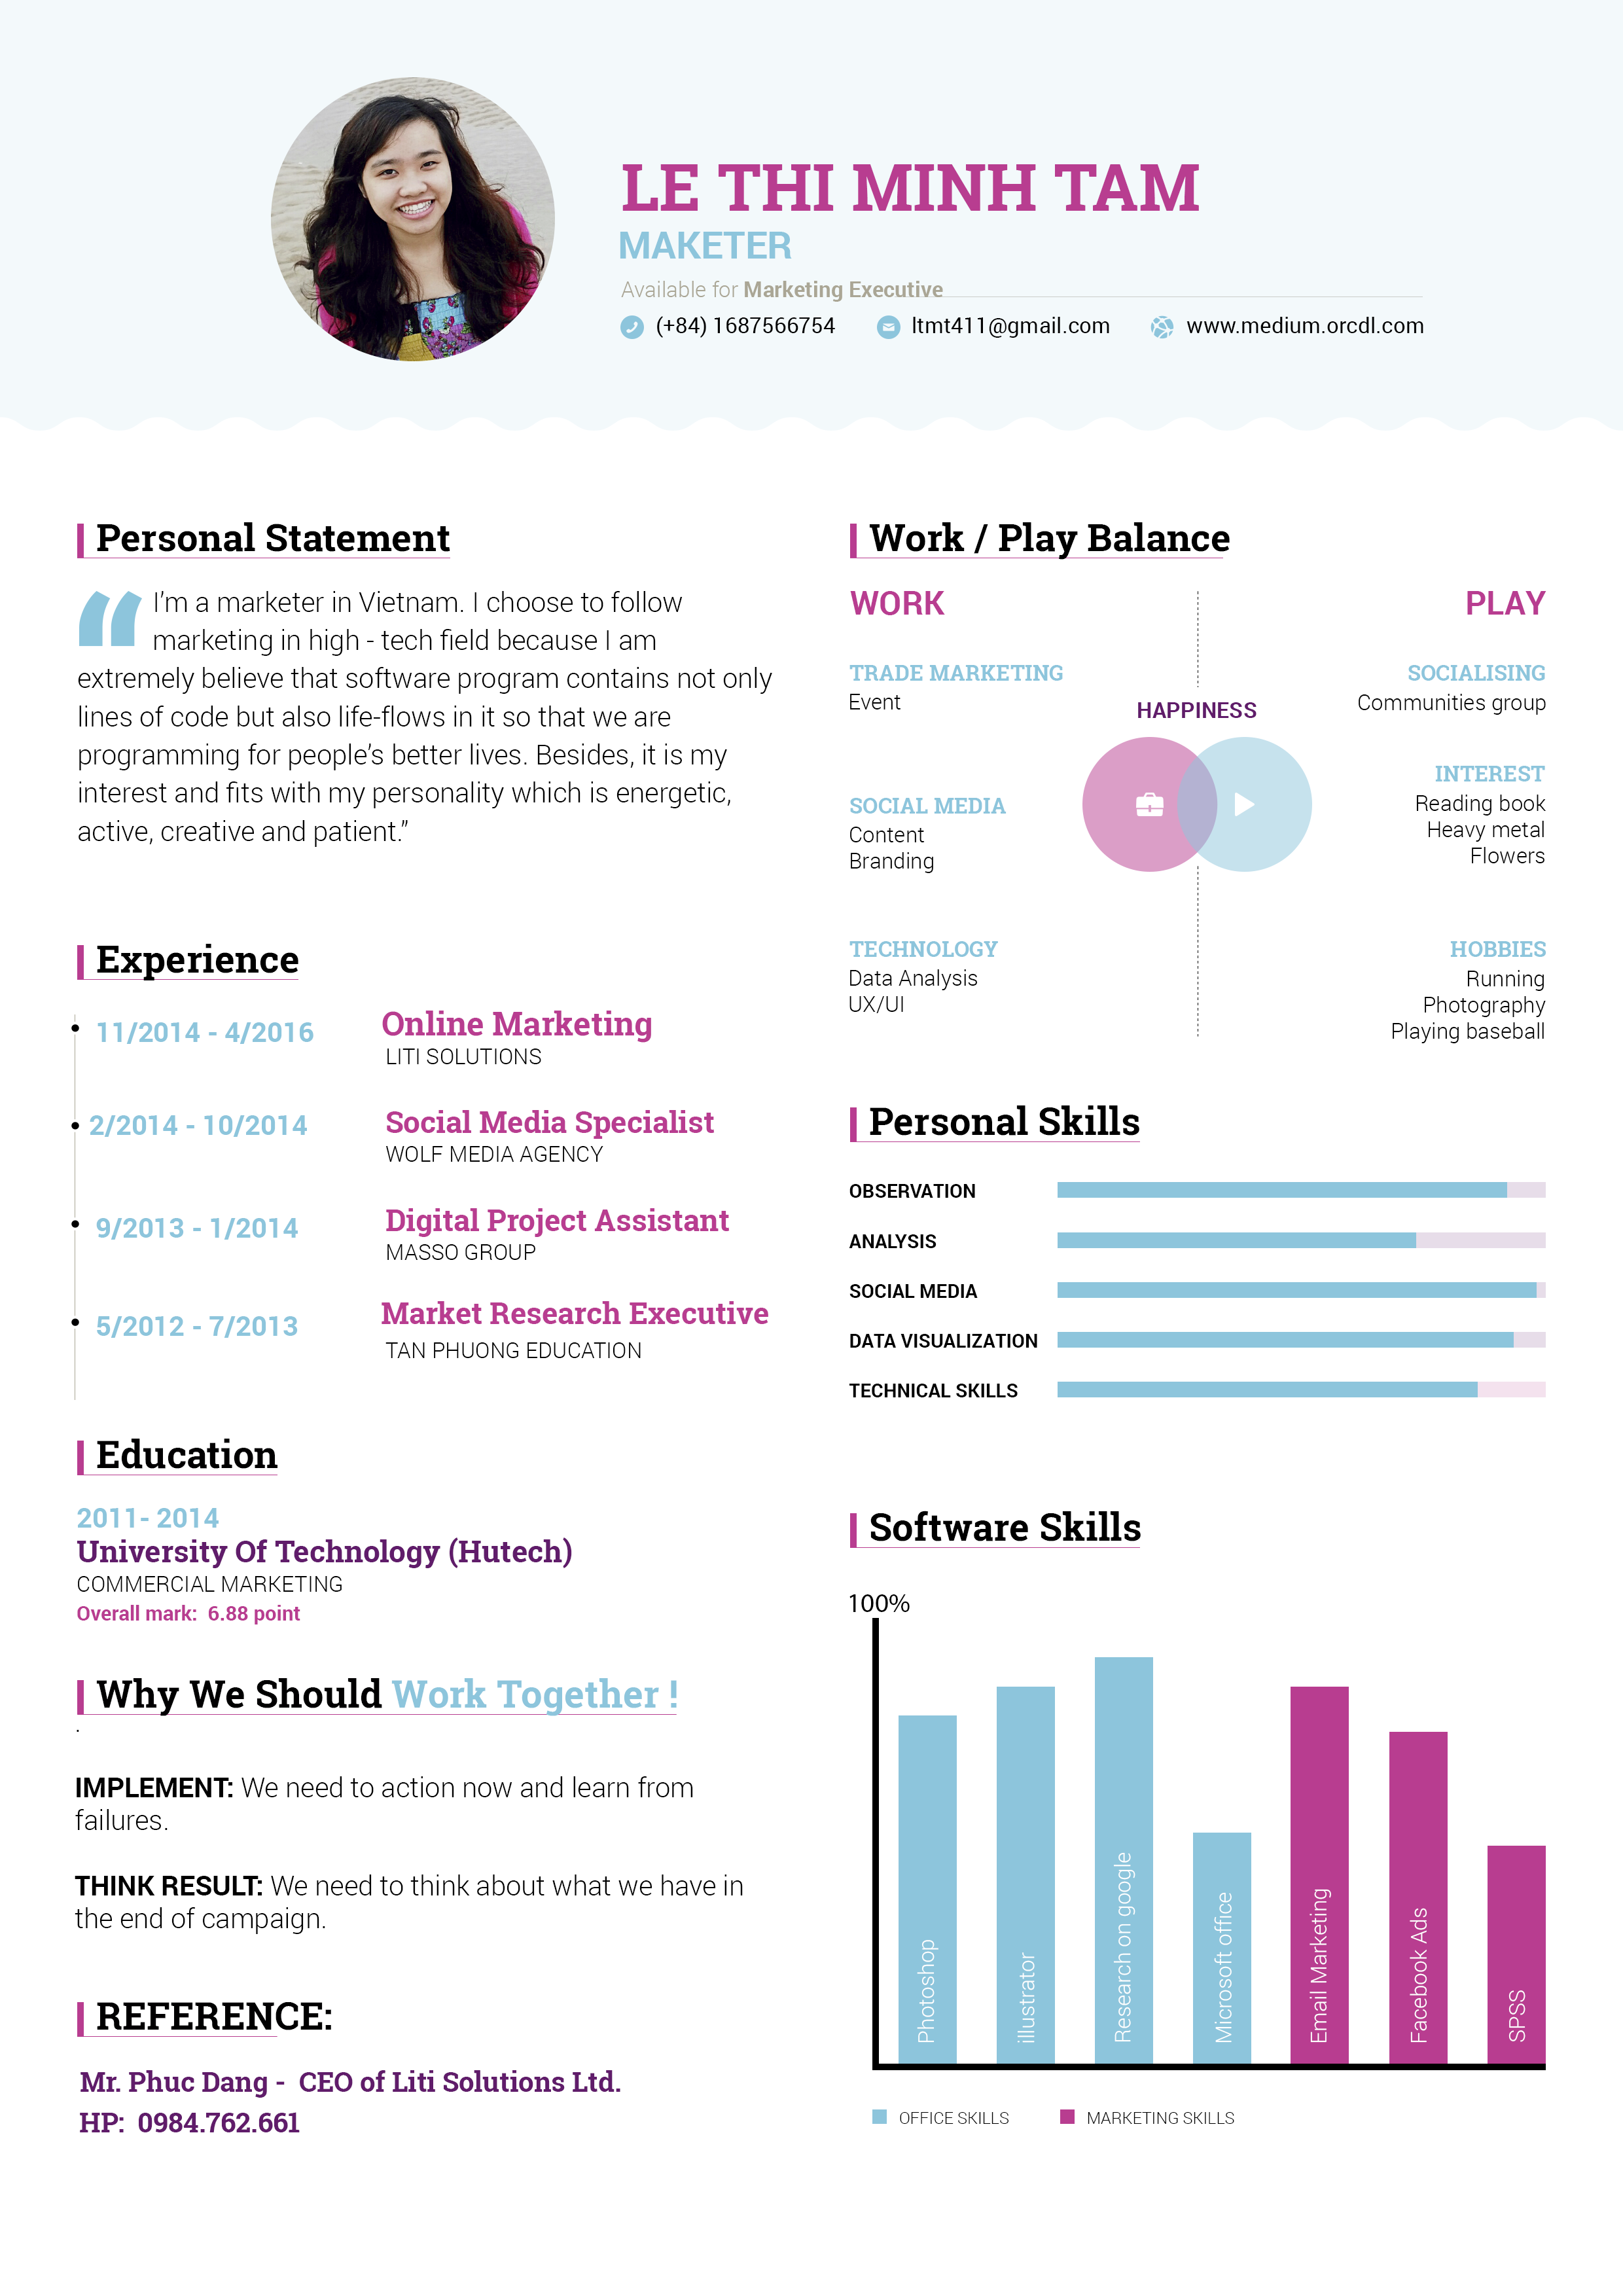 LE THI MINH TAM
MAKETER
Available for Marketing Executive
(+84) 1687566754 ltmt411@gmail.com www.medium.orcdl.com
Personal Statement
“ I’m a marketer in Vietnam. I choose to follow
marketing in high - tech field because I am
extremely believe that software program contains not only
lines of code but also life-flows in it so that we are
programming for people’s better lives. Besides, it is my
interest and fits with my personality which is energetic,
active, creative and patient.”
Experience
11/2014 - 4/2016 Online Marketing
LITI SOLUTIONS
2/2014 - 10/2014 Social Media Specialist
WOLF MEDIA AGENCY
9/2013 - 1/2014 Digital Project Assistant
MASSO GROUP
5/2012 - 7/2013 Market Research Executive
TAN PHUONG EDUCATION
Education
2011- 2014
University Of Technology (Hutech)
COMMERCIAL MARKETING
Overall mark: 6.88 point
Why We Should Work Together !
.
IMPLEMENT: We need to action now and learn from
failures.
THINK RESULT: We need to think about what we have in
the end of campaign.
REFERENCE:
Mr. Phuc Dang - CEO of Liti Solutions Ltd.
HP: 0984.762.661
Work / Play Balance
WORK
TRADE MARKETING
Event
SOCIAL MEDIA
Content
Branding
TECHNOLOGY
Data Analysis
UX/UI
HAPPINESS
PLAY
SOCIALISING
Communities group
INTEREST
Reading book
Heavy metal
Flowers
HOBBIES
Running
Photography
Playing baseball
Personal Skills
OBSERVATION
ANALYSIS
SOCIAL MEDIA
DATA VISUALIZATION
TECHNICAL SKILLS
Software Skills
100%
Photoshop
illustrator
Research on google
Microsoft office
Email Marketing
Facebook Ads
SPSS
OFFICE SKILLS MARKETING SKILLS